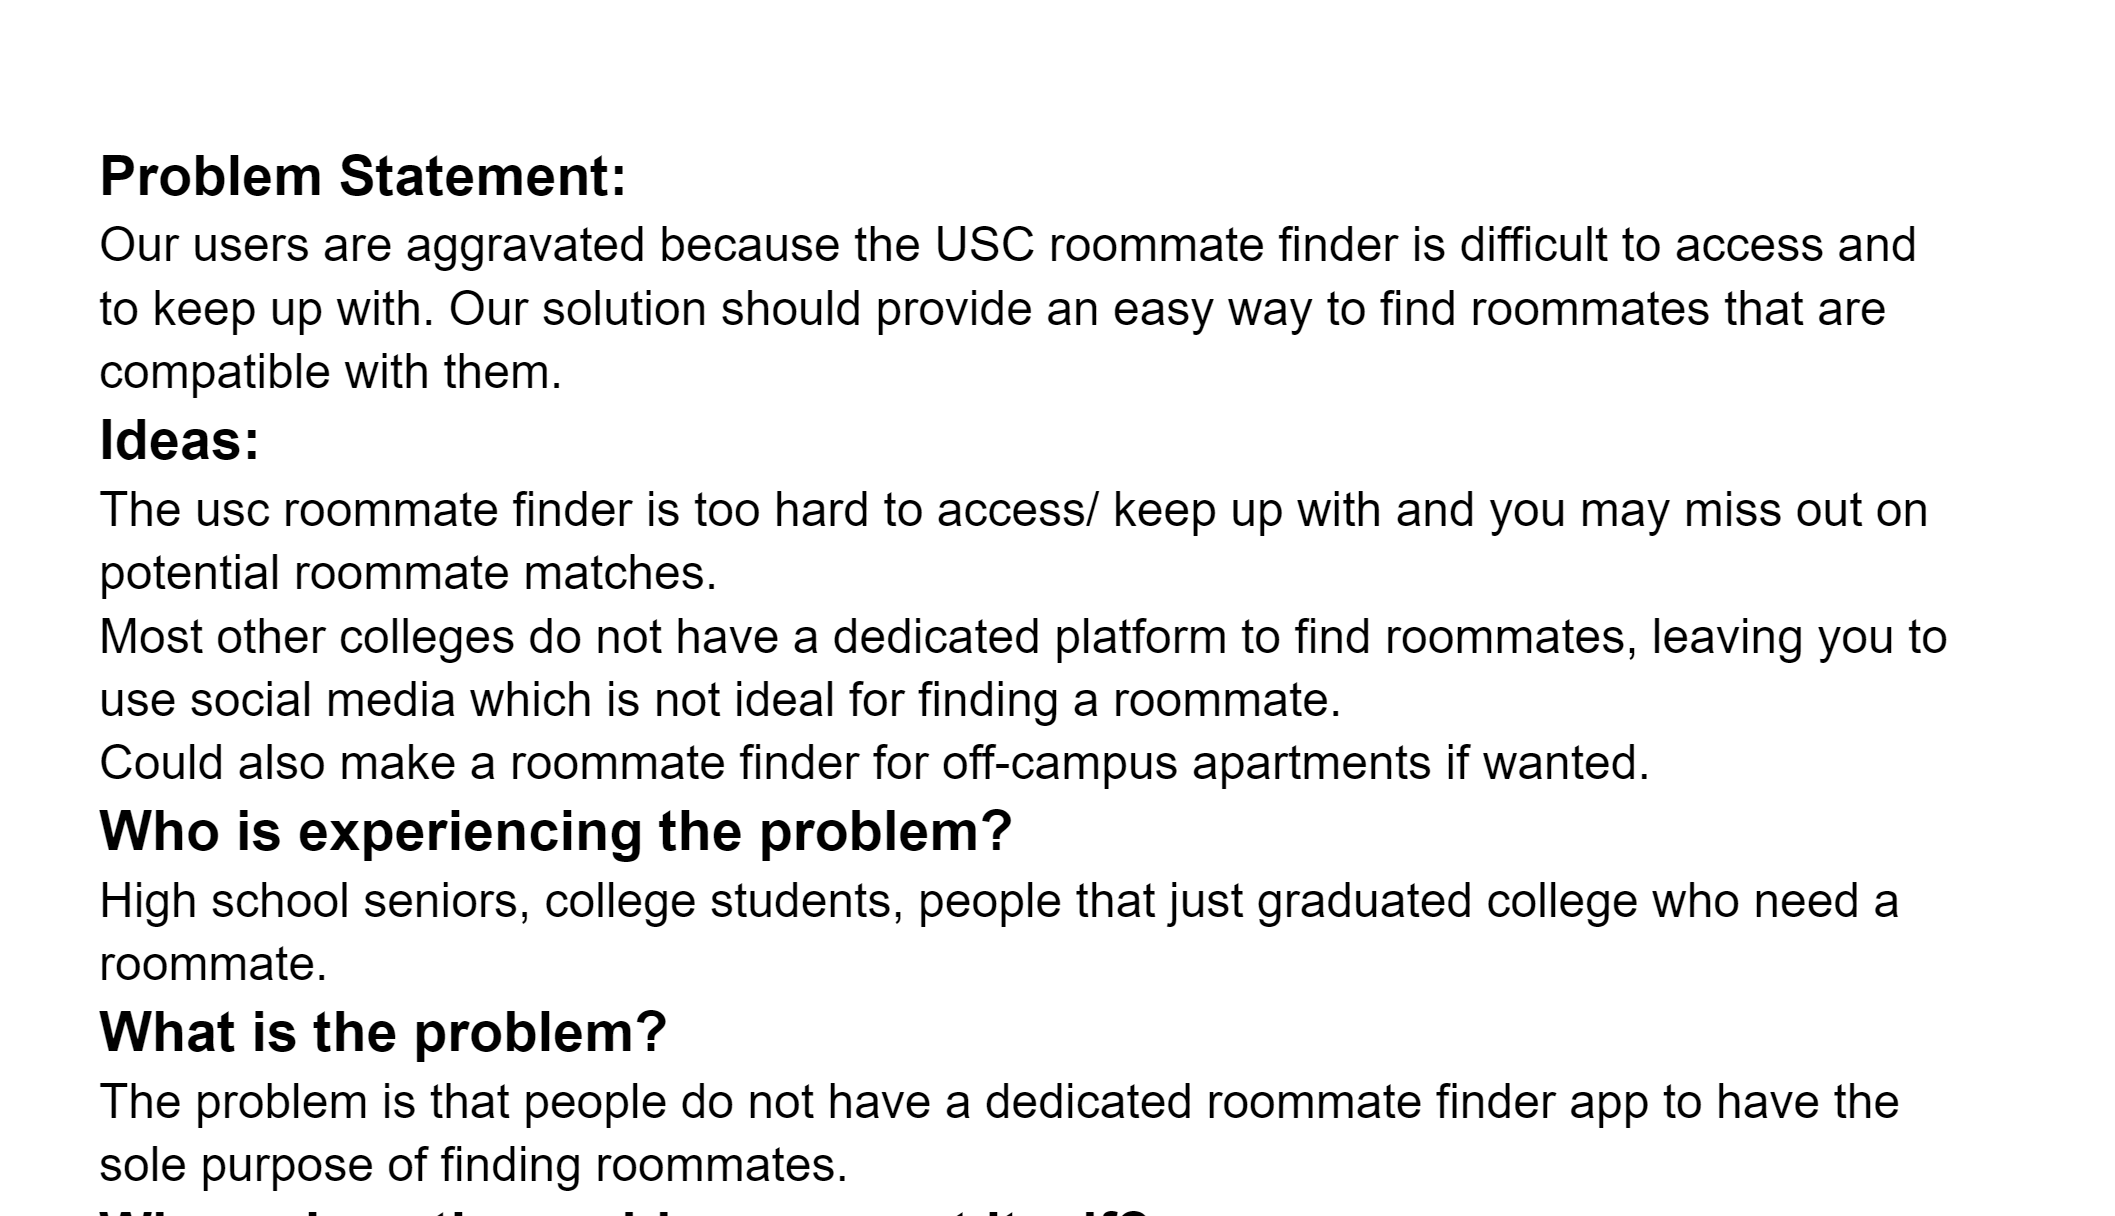 Problem Statement:
Our users are aggravated because the USC roommate finder is difficult to access and
to keep up with. Our solution should provide an easy way to find roommates that are
compatible with them.
Ideas:
The usc roommate finder is too hard to access/ keep up with and you may miss out on
potential roommate matches.
Most other colleges do not have a dedicated platform to find roommates, leaving you to
use social media which is not ideal for finding a roommate.
Could also make a roommate finder for off-campus apartments if wanted.
Who is experiencing the problem?
High school seniors, college students, people that just graduated college who need a
roommate.
What is the problem?
The problem is that people do not have a dedicated roommate finder app to have the
sole purpose of finding roommates.